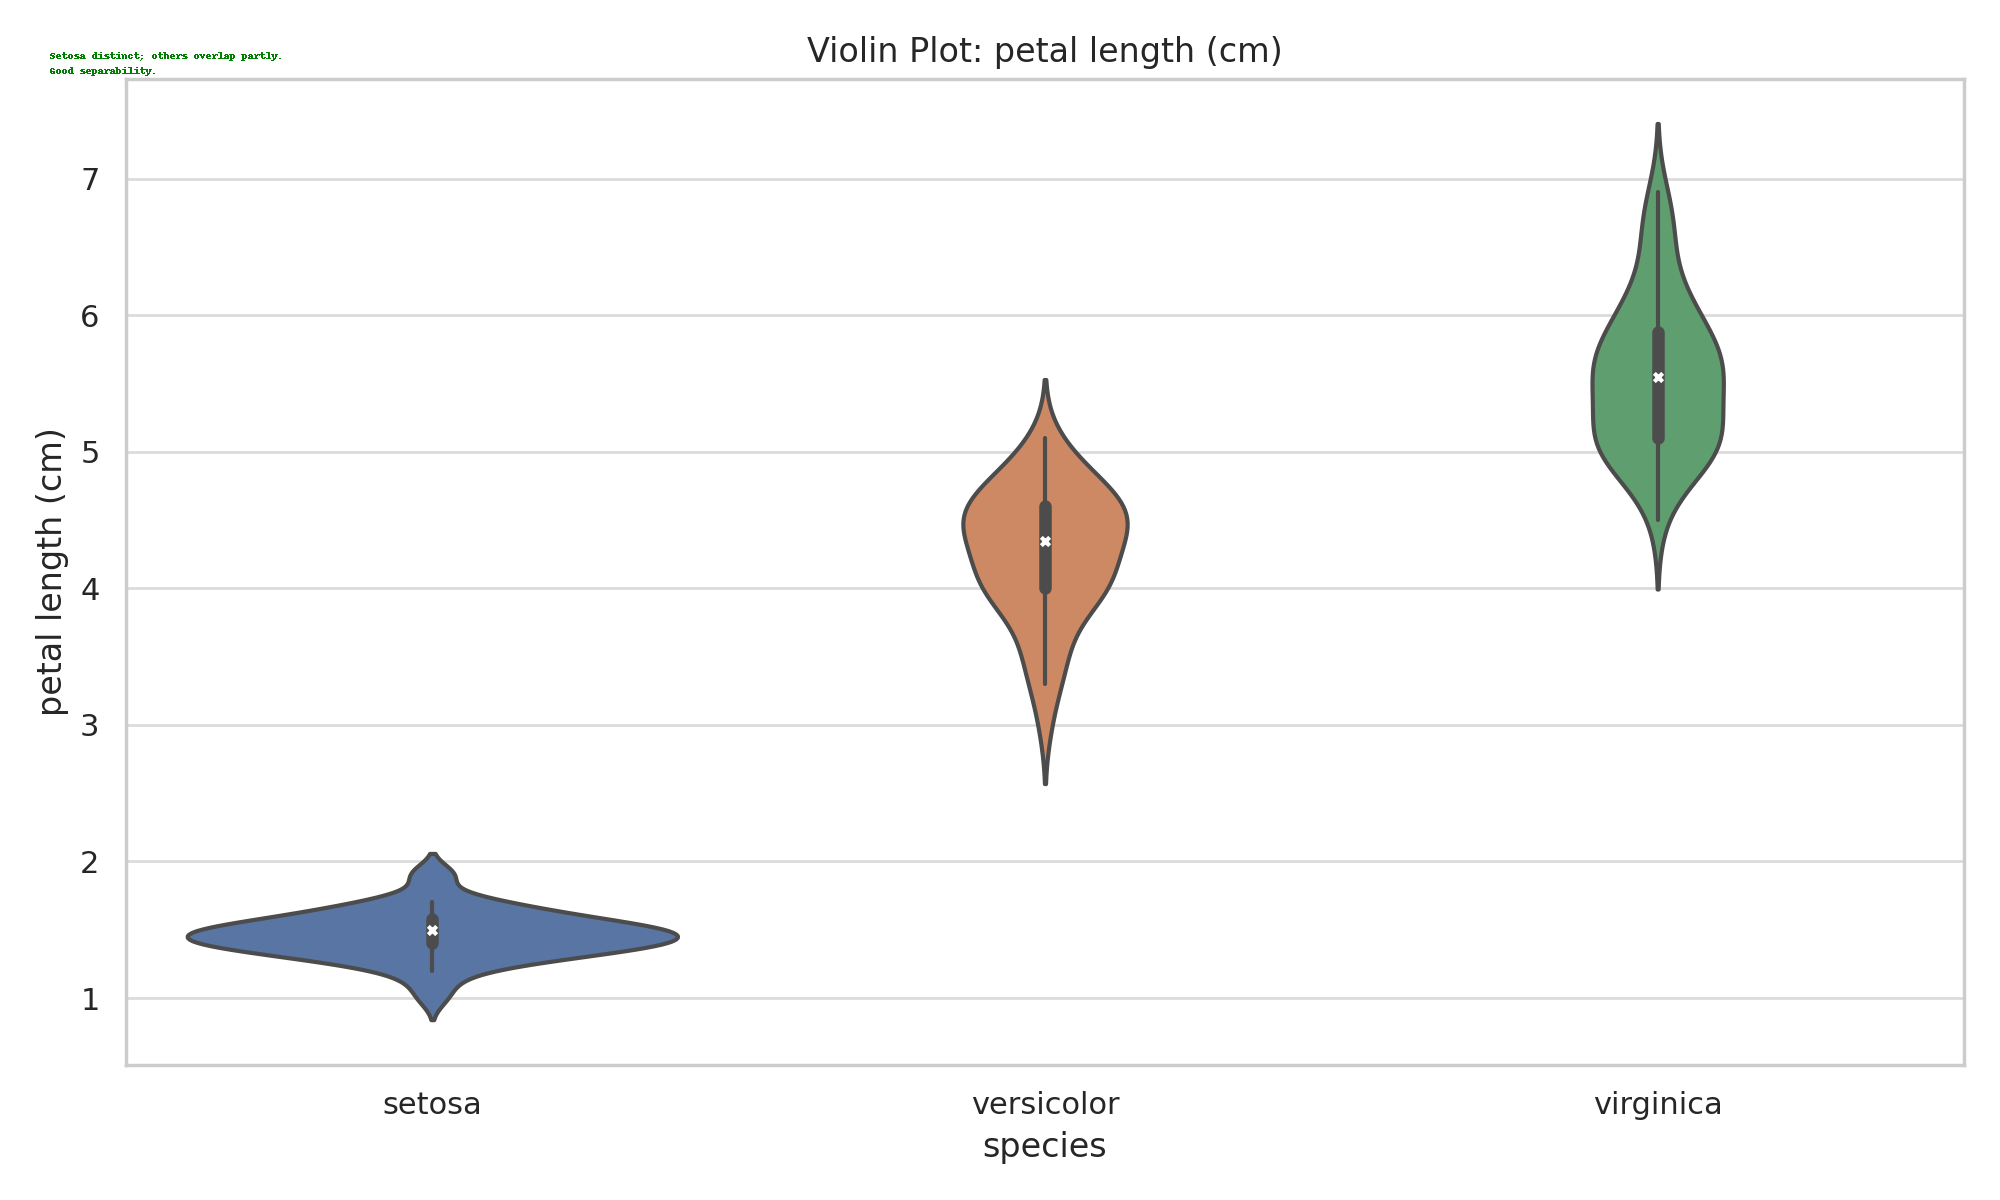 Setosa distinct; others overlap partly.
Good separability.
Violin Plot: petal length (cm)
petal length (cm)
7
6
5
4
3
2
1
setosa
versicolor
virginica
species